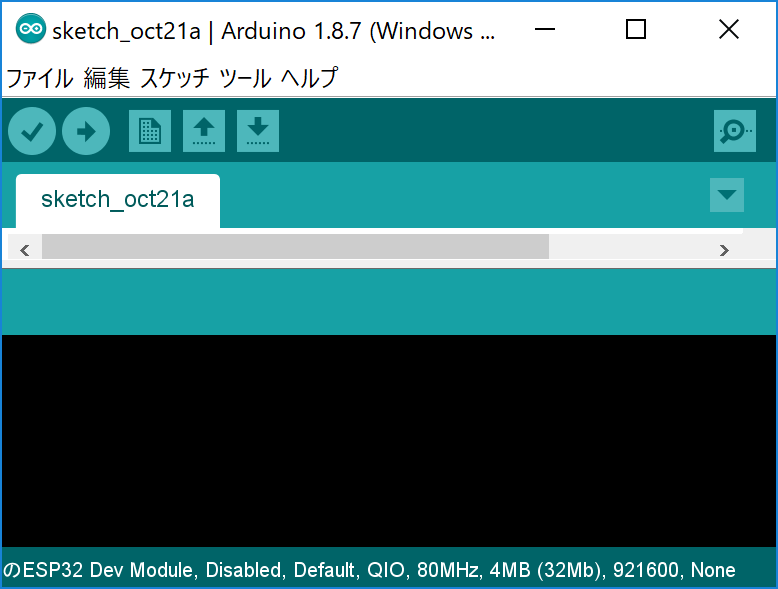 sketch_oct21a | Arduino 1.8.7 (Windows ...
ファイル 編集 スケッチ ツール ヘルプ
sketch_oct21a
のESP32 Dev Module, Disabled, Default, QIO, 80MHz, 4MB (32Mb), 921600, None